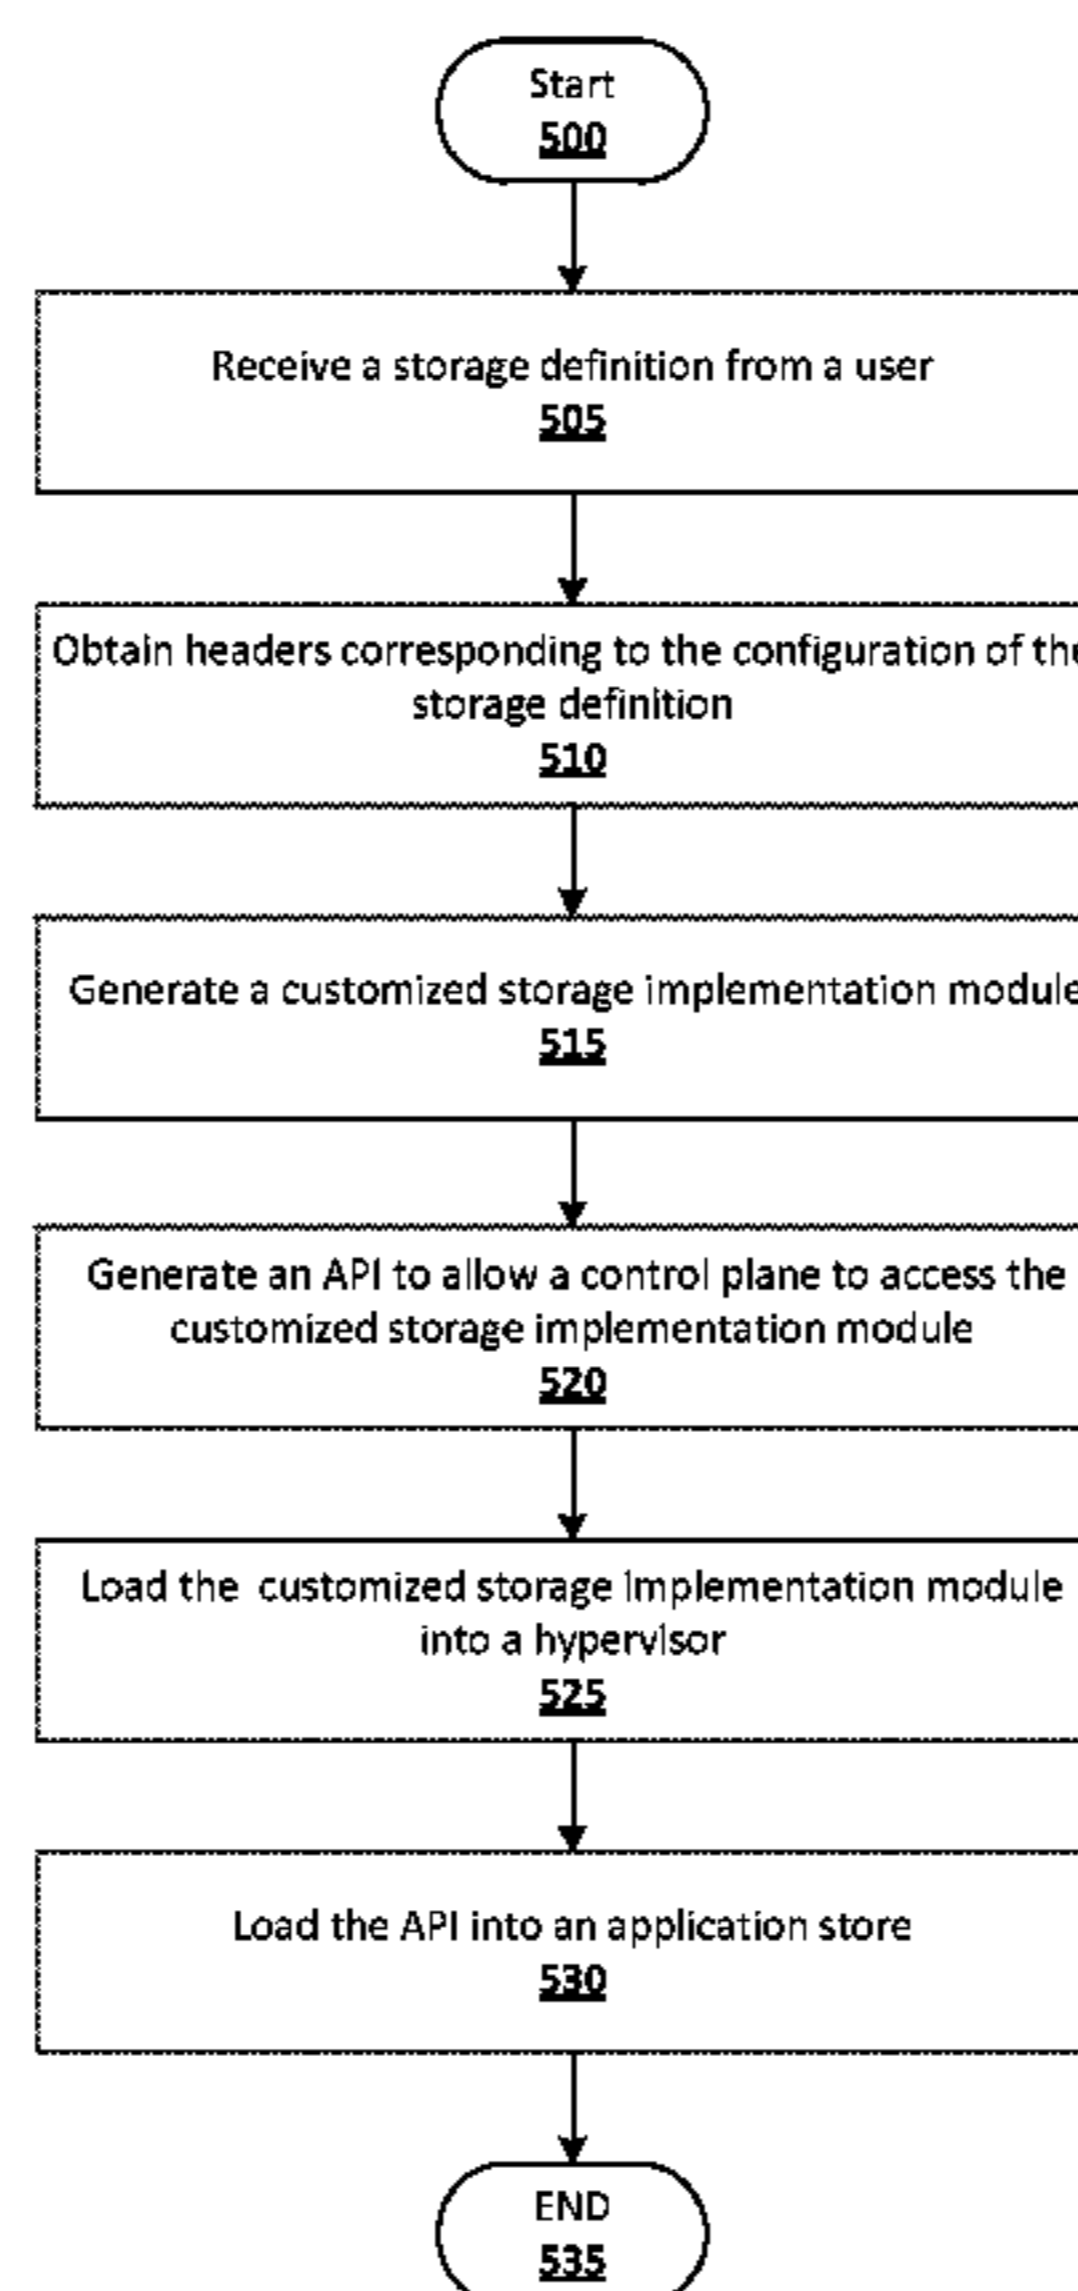 Start
500
Receive a storage definition from a user
505
Obtain headers corresponding to the configuration of the
storage definition
510
Generate a customized storage implementation module
515
Generate an API to allow a control plane to access the
customized storage implementation module
520
Load the customized storage implementation module
into a hypervisor
525
Load the API into an application store
530
END
535